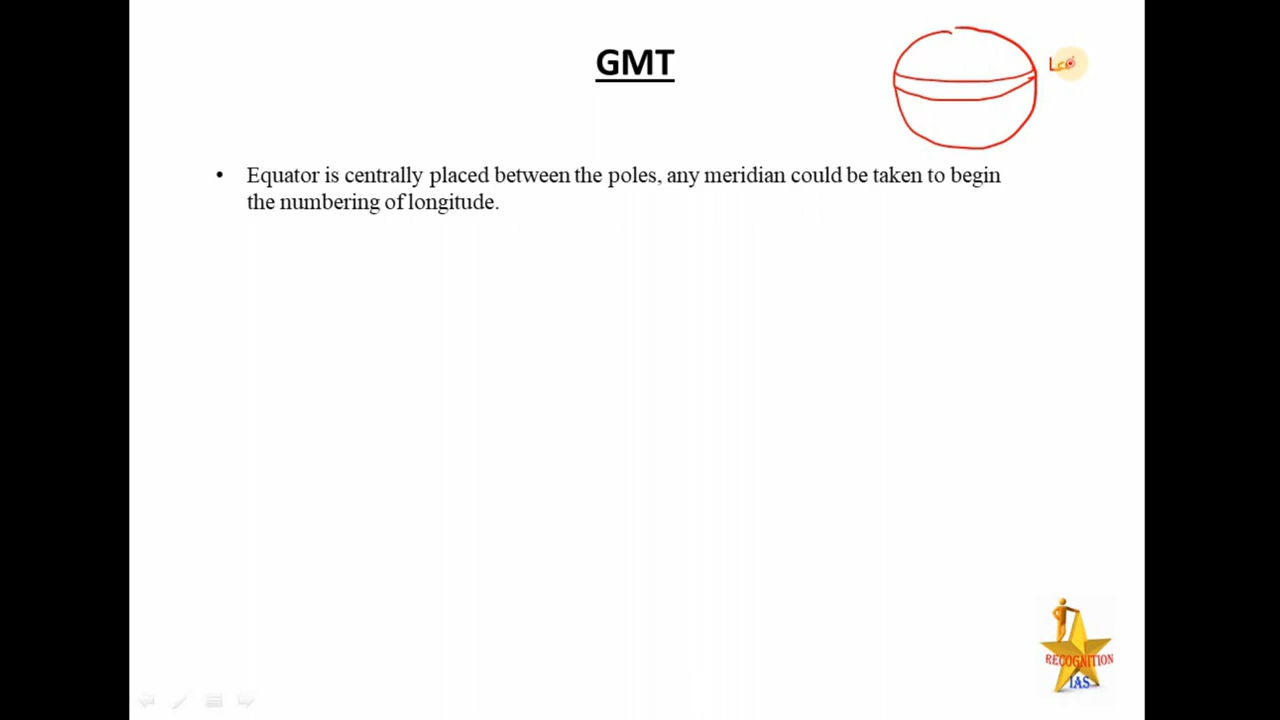 GMT
• Equator is centrally placed between the poles, any meridian could be taken to begin
the numbering of longitude.
RECOGNITION
IAS